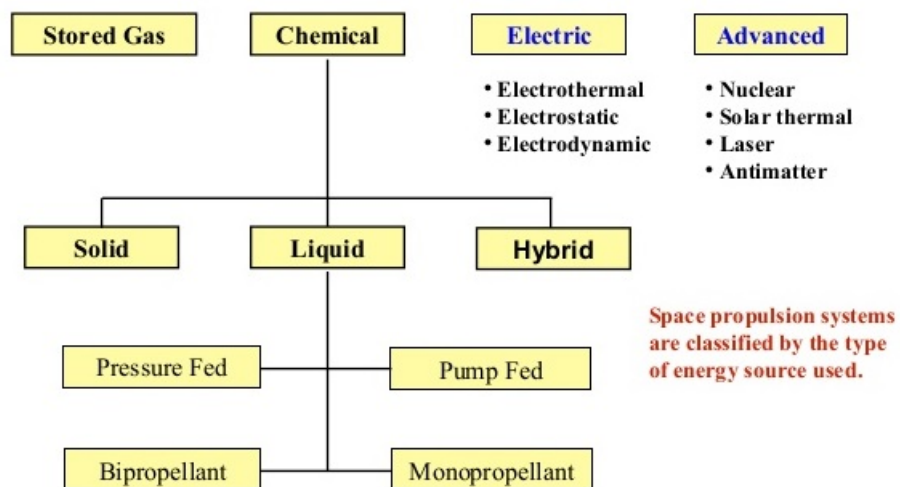 Stored Gas
Chemical
Electric
Advanced
• Electrothermal
• Electrostatic
• Electrodynamic
• Nuclear
• Solar thermal
• Laser
• Antimatter
Solid
Liquid
Hybrid
Space propulsion systems
are classified by the type
of energy source used.
Pressure Fed
Pump Fed
Bipropellant
Monopropellant